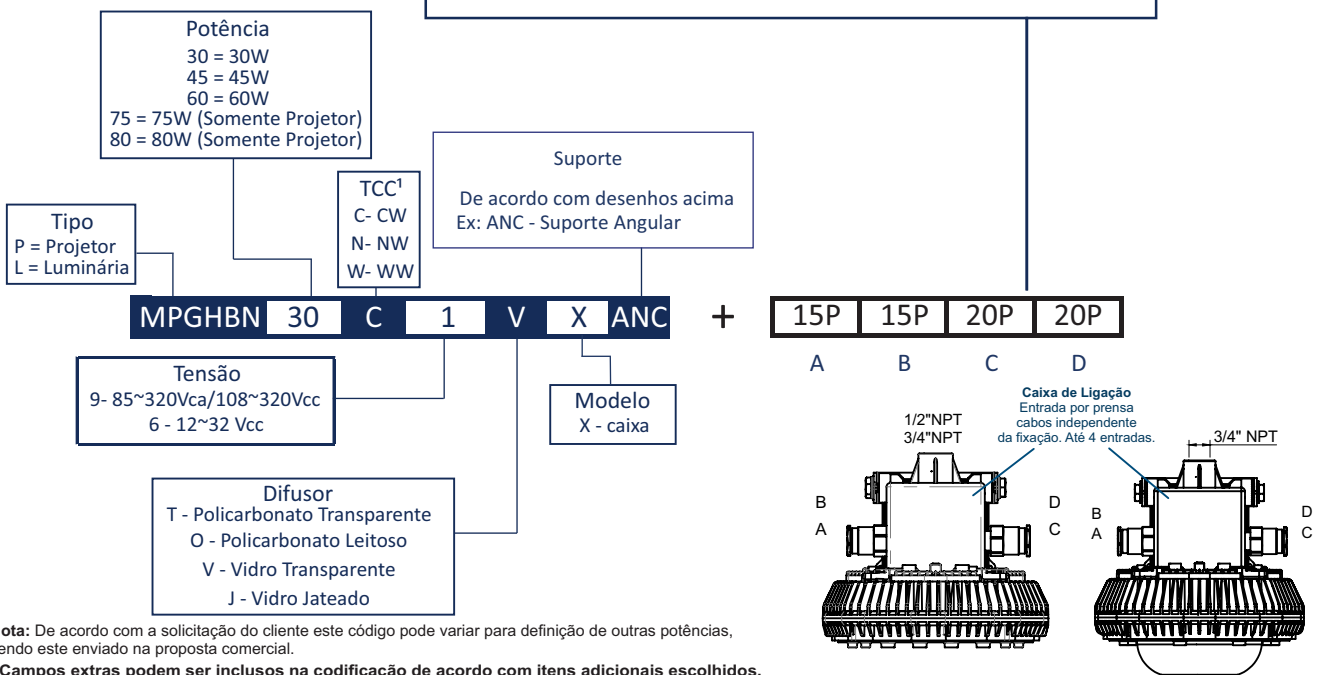 Potência
30 = 30W
45 = 45W
60 = 60W
75 = 75W (Somente Projetor)
80 = 80W (Somente Projetor)
Tipo
P = Projetor
L = Luminária
TCC¹
C- CW
N- NW
W- WW
Suporte
De acordo com desenhos acima
Ex: ANC - Suporte Angular
MPGHBN 30 C 1 V X ANC + 15P 15P 20P 20P
A B C D
Tensão
9- 85~320Vca/108~320Vcc
6 - 12~32 Vcc
Modelo
X - caixa
Difusor
T - Policarbonato Transparente
O - Policarbonato Leitoso
V - Vidro Transparente
J - Vidro Jateado
Caixa de Ligação
Entrada por prensa
cabos independente
da fixação. Até 4 entradas.
1/2"NPT
3/4"NPT
B
A
D
C
3/4" NPT
B
A
D
C
ota: De acordo com a solicitação do cliente este código pode variar para definição de outras potências,
endo este enviado na proposta comercial.
Campos extras podem ser inclusos na codificação de acordo com itens adicionais escolhidos.